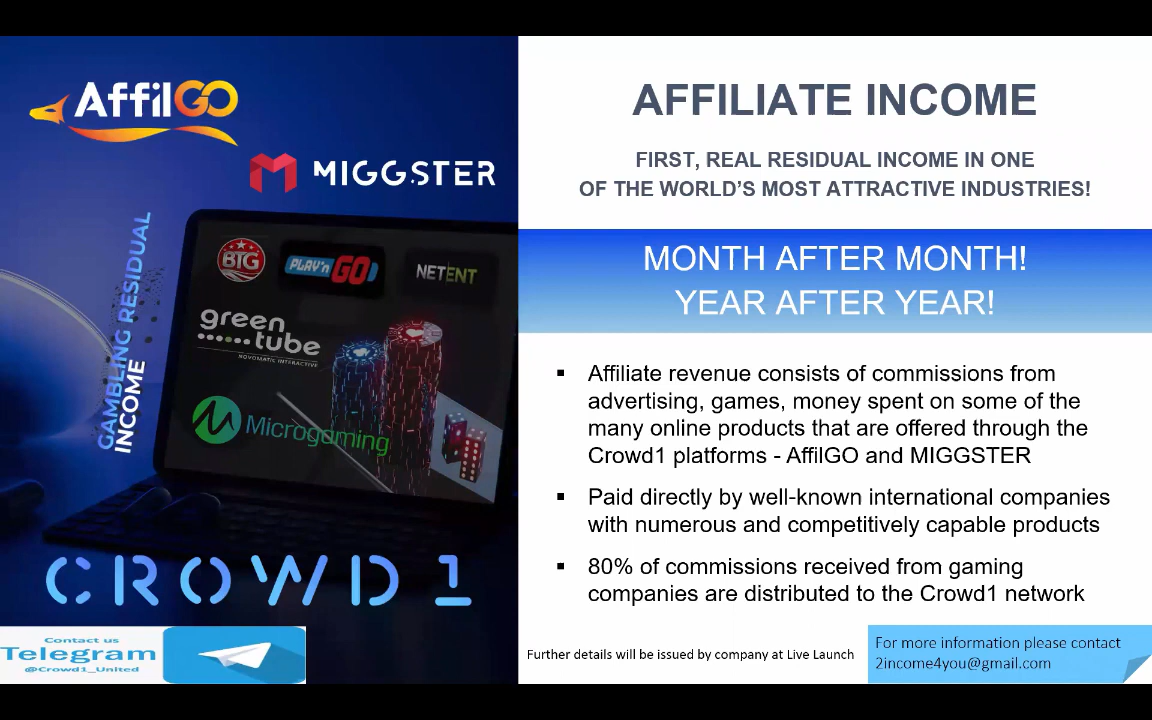 AffilGO
MIGGSTER
GAMBLING RESIDUAL
INCOME
BTG
PLAY'n GO
NETENT
green
tube
NOVOMATIC INTERACTIVE
Microgaming
CROWD1
Contact us
Telegram
@Crowd1_United
AFFILIATE INCOME
FIRST, REAL RESIDUAL INCOME IN ONE
OF THE WORLD'S MOST ATTRACTIVE INDUSTRIES!
MONTH AFTER MONTH!
YEAR AFTER YEAR!
▪ Affiliate revenue consists of commissions from
advertising, games, money spent on some of the
many online products that are offered through the
Crowd1 platforms - AffilGO and MIGGSTER
▪ Paid directly by well-known international companies
with numerous and competitively capable products
▪ 80% of commissions received from gaming
companies are distributed to the Crowd1 network
Further details will be issued by company at Live Launch
For more information please contact
2income4you@gmail.com